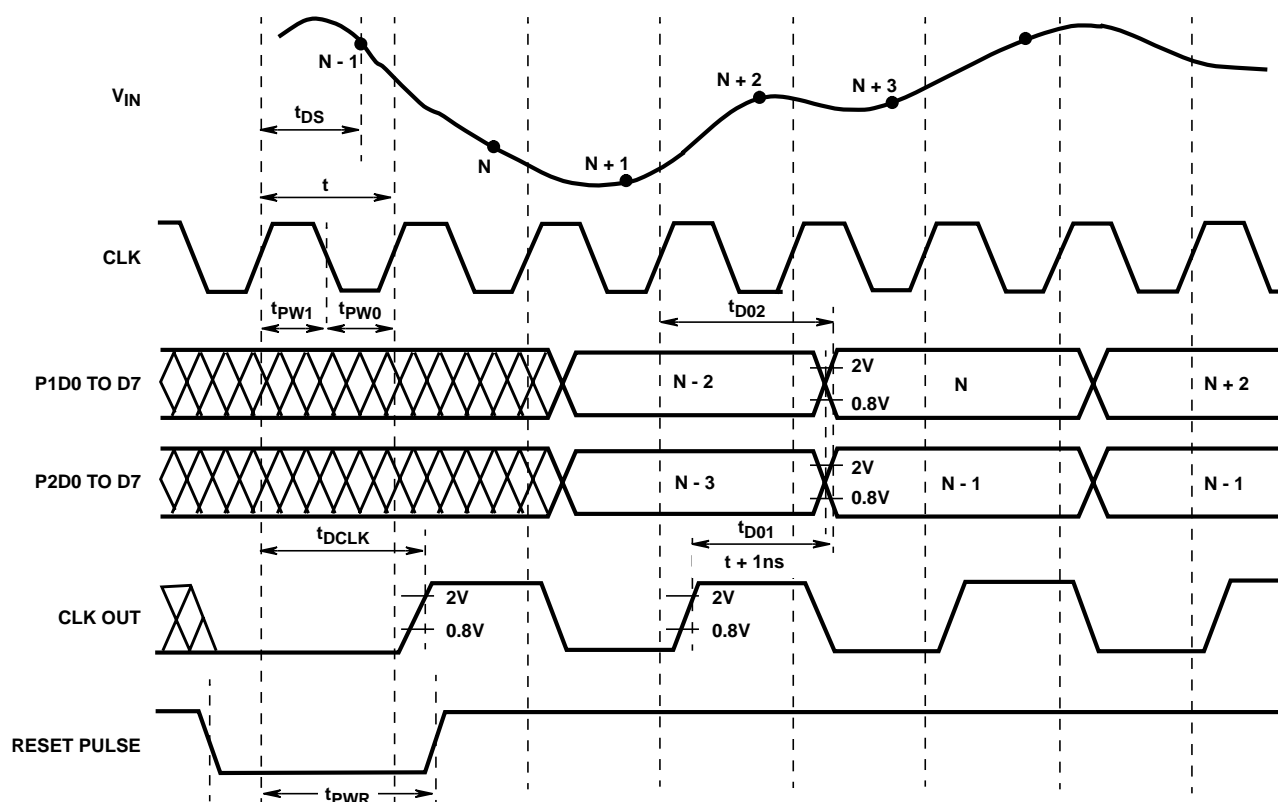 N - 1
N + 2
N + 3
VIN
tDS
N
N + 1
t
CLK
tPW1 tPW0
tD02
P1D0 TO D7
N - 2
2V
0.8V
N
N + 2
P2D0 TO D7
N - 3
2V
0.8V
N - 1
N - 1
tDCLK
tD01
t + 1ns
CLK OUT
2V
0.8V
2V
0.8V
RESET PULSE
tPWR